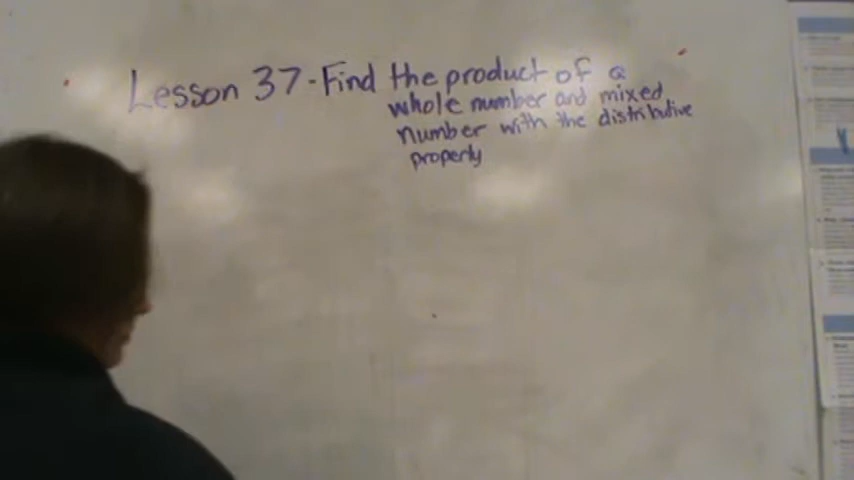 Lesson 37 - Find the product of a
whole number and mixed
number with the distributive
property